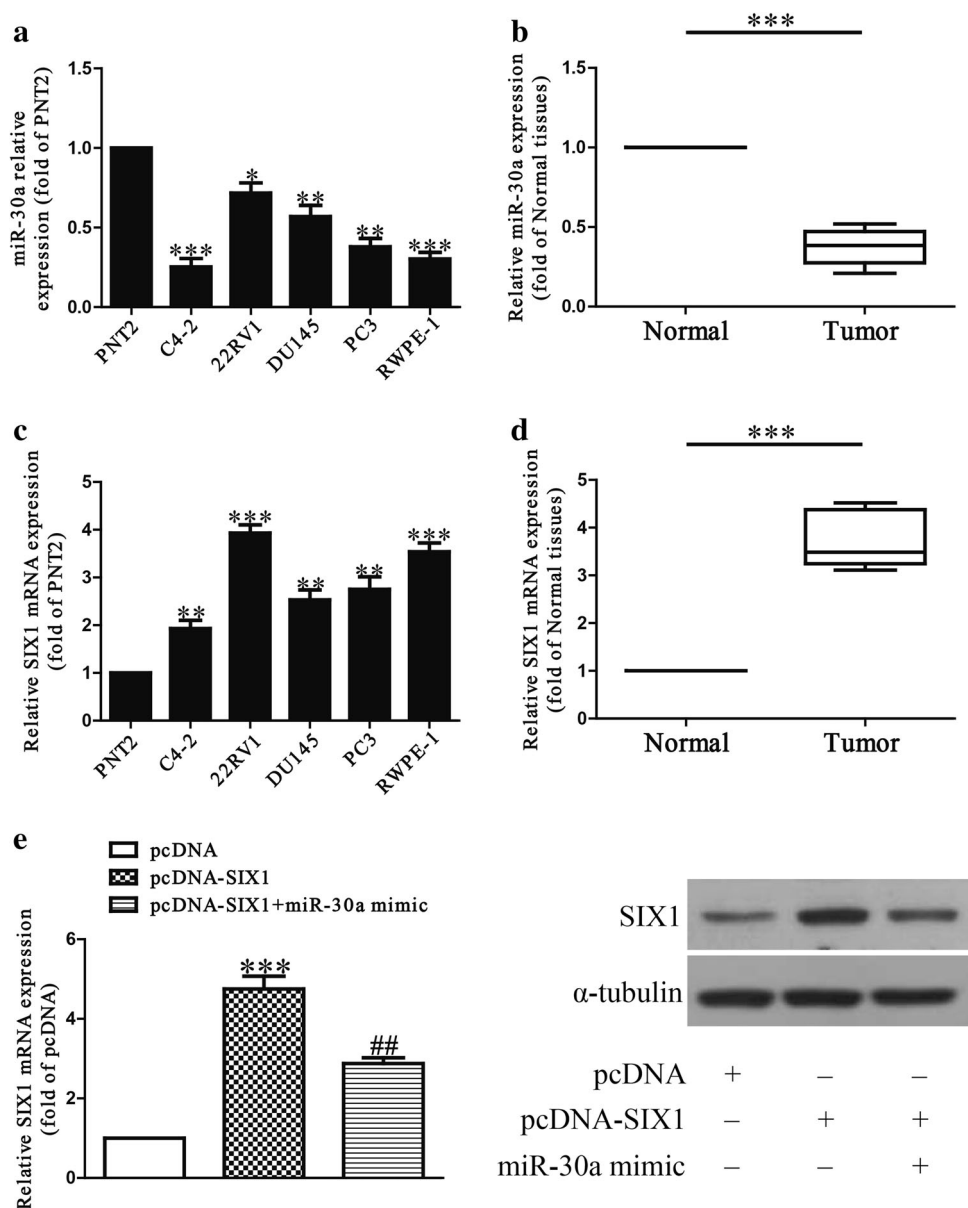 a
miR-30a relative
expression (fold of PNT2)
1.5
1.0
0.5
0.0
***
*
**
**
***
PNT2
C4-2
22RV1
DU145
PC3
RWPE-1
b
Relative miR-30a expression
(fold of Normal tissues)
***
1.5
1.0
0.5
0.0
Normal
Tumor
c
Relative SIX1 mRNA expression
(fold of PNT2)
5
4
3
2
1
0
**
***
**
**
***
PNT2
C4-2
22RV1
DU145
PC3
RWPE-1
d
Relative SIX1 mRNA expression
(fold of Normal tissues)
***
5
4
3
2
1
0
Normal
Tumor
e
pcDNA
pcDNA-SIX1
pcDNA-SIX1+miR-30a mimic
Relative SIX1 mRNA expression
(fold of pcDNA)
6
4
2
0
***
##
SIX1
α-tubulin
pcDNA + – –
pcDNA-SIX1 – + +
miR-30a mimic – – +